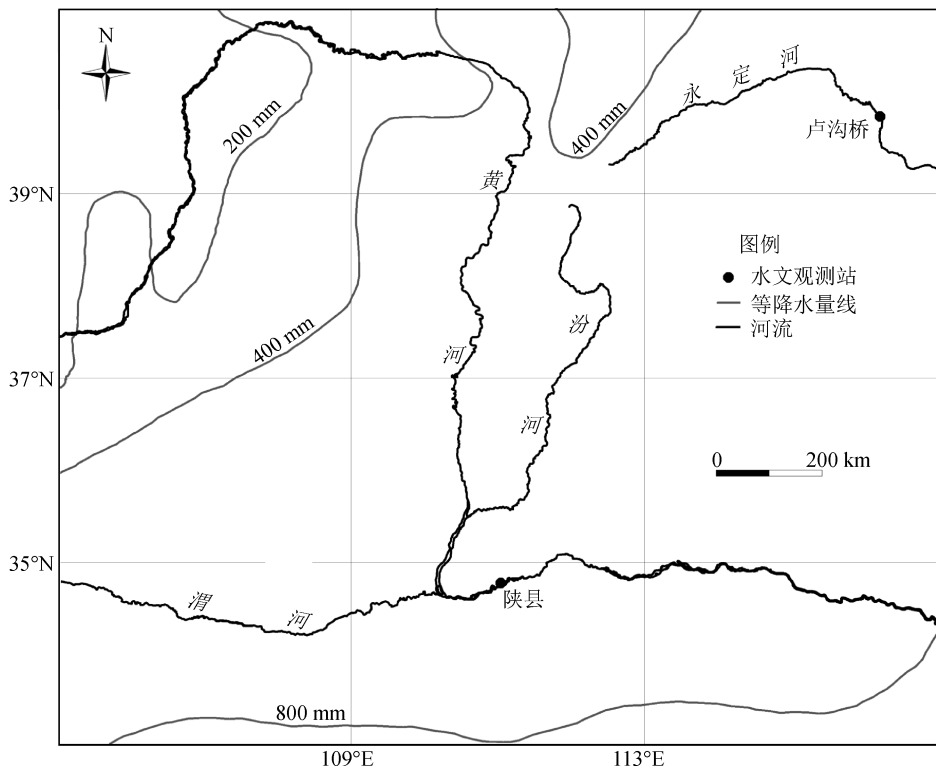 N
200 mm
400 mm
永定河
卢沟桥
39°N
黄河
图例
水文观测站
等降水量线
河流
汾河
400 mm
37°N
0 200 km
35°N
渭河
陕县
800 mm
109°E 113°E